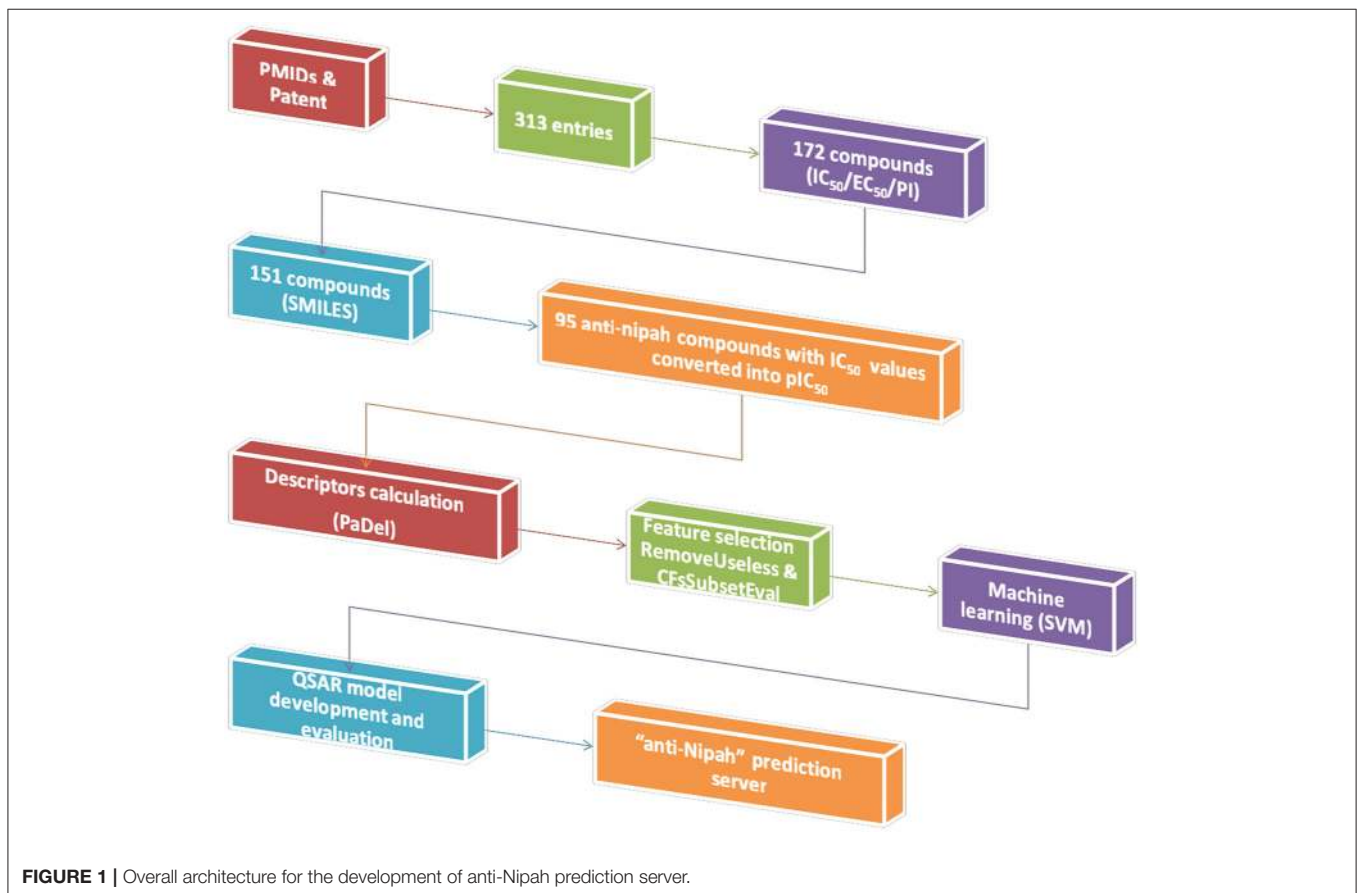 PMIDs &
Patent
313 entries
172 compounds
(IC₅₀/EC₅₀/PI)
151 compounds
(SMILES)
95 anti-nipah compounds with IC₅₀ values
converted into pIC₅₀
Descriptors calculation
(PaDel)
Feature selection
RemoveUseless &
CFsSubsetEval
Machine
learning (SVM)
QSAR model
development and
evaluation
“anti-Nipah” prediction
server
FIGURE 1 | Overall architecture for the development of anti-Nipah prediction server.